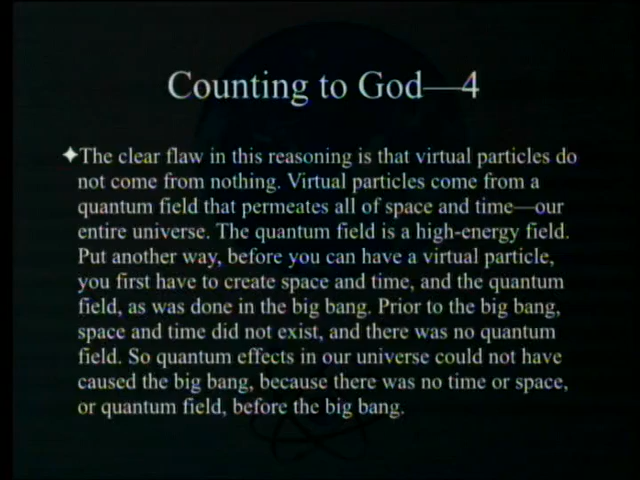 Counting to God—4
✦The clear flaw in this reasoning is that virtual particles do
not come from nothing. Virtual particles come from a
quantum field that permeates all of space and time—our
entire universe. The quantum field is a high-energy field.
Put another way, before you can have a virtual particle,
you first have to create space and time, and the quantum
field, as was done in the big bang. Prior to the big bang,
space and time did not exist, and there was no quantum
field. So quantum effects in our universe could not have
caused the big bang, because there was no time or space,
or quantum field, before the big bang.